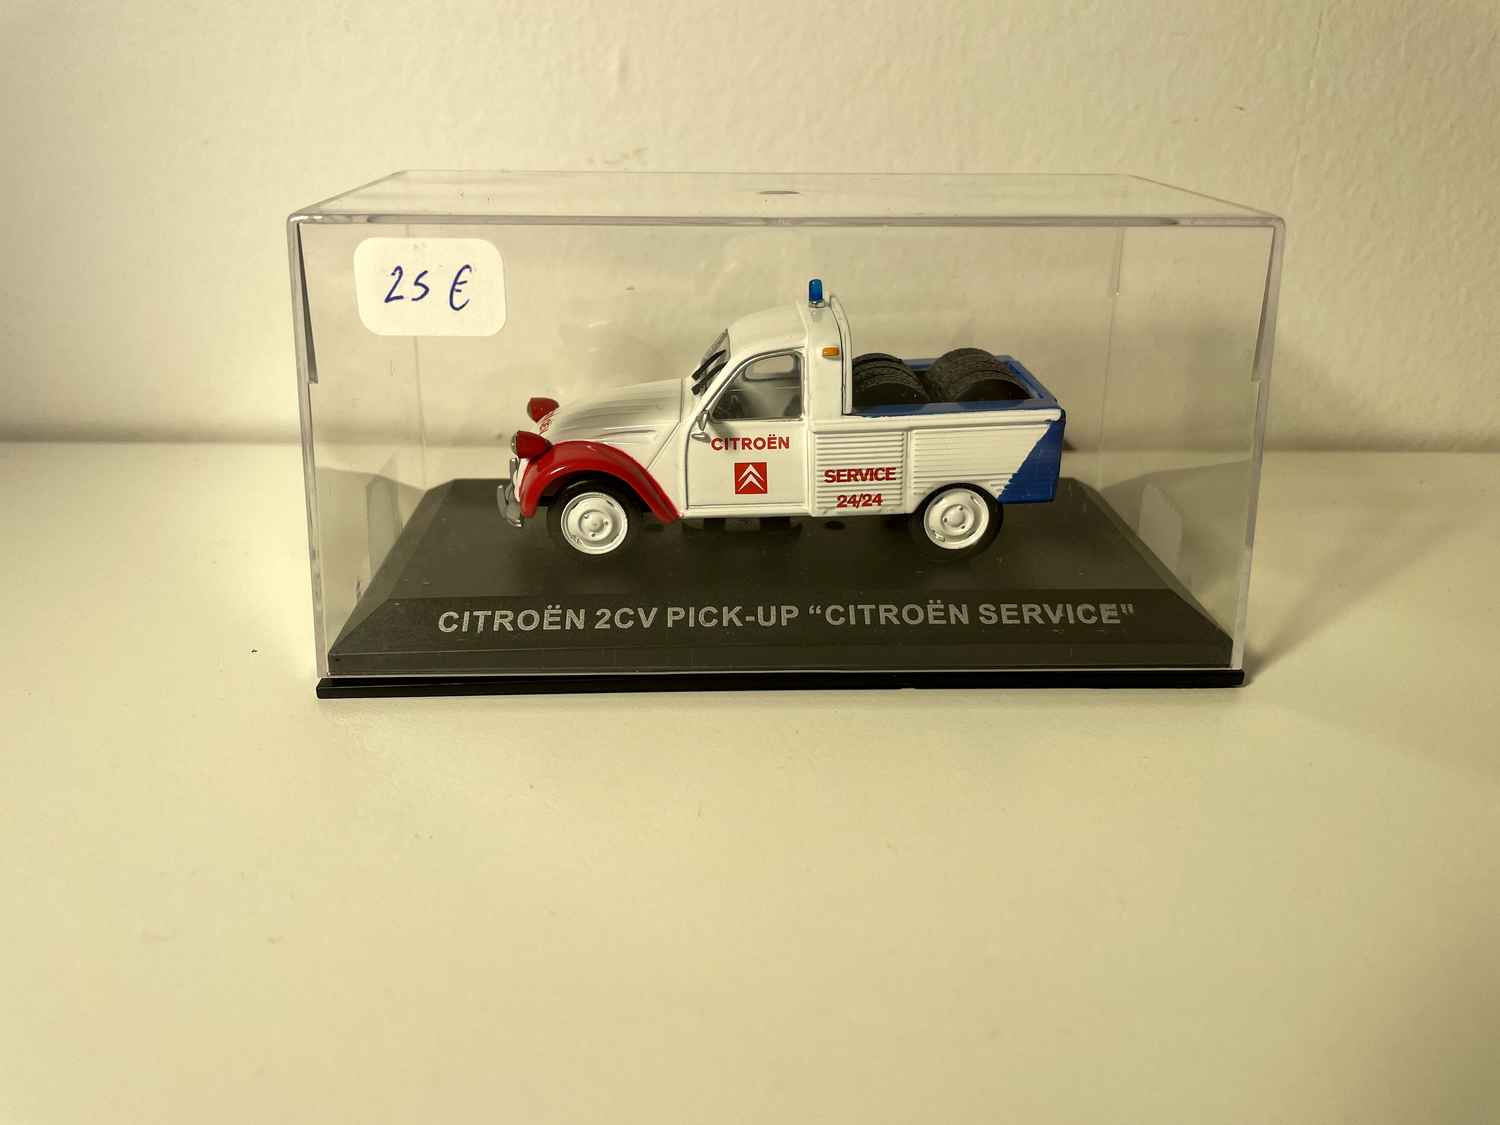 25 €
CITROËN
SERVICE
24/24
CITROËN 2CV PICK-UP “CITROËN SERVICE"